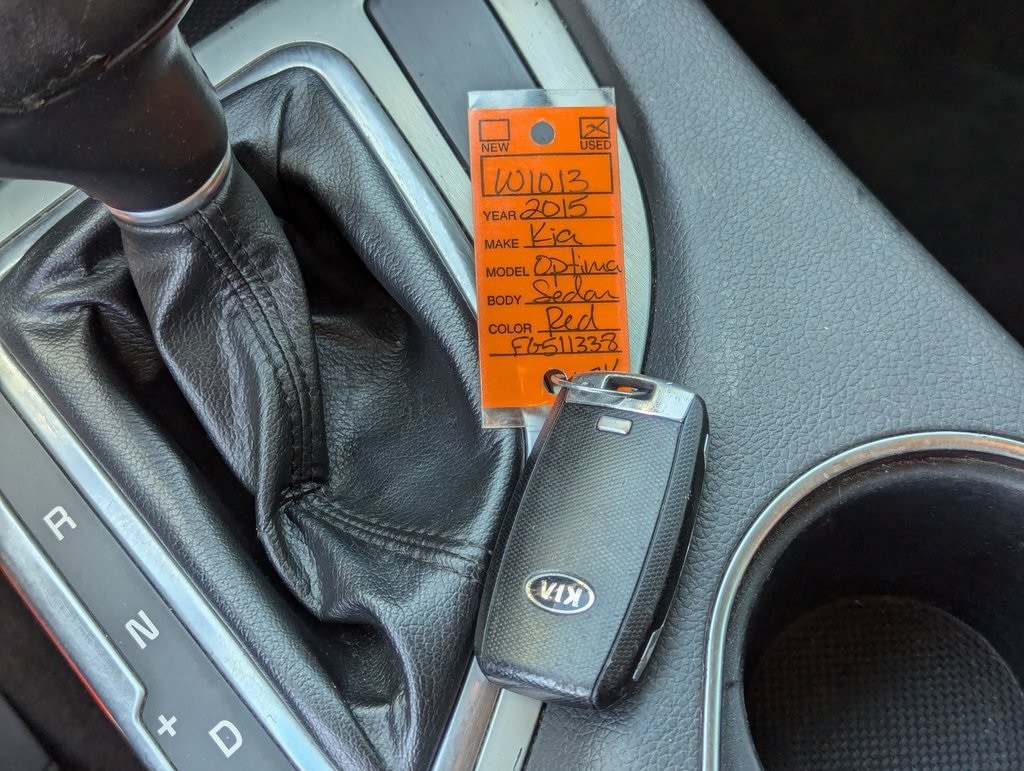 NEW USED
W1013
YEAR 2015
MAKE Kia
MODEL Optima
BODY Sedan
COLOR Red
FG511338
KIA
R
N
+ D